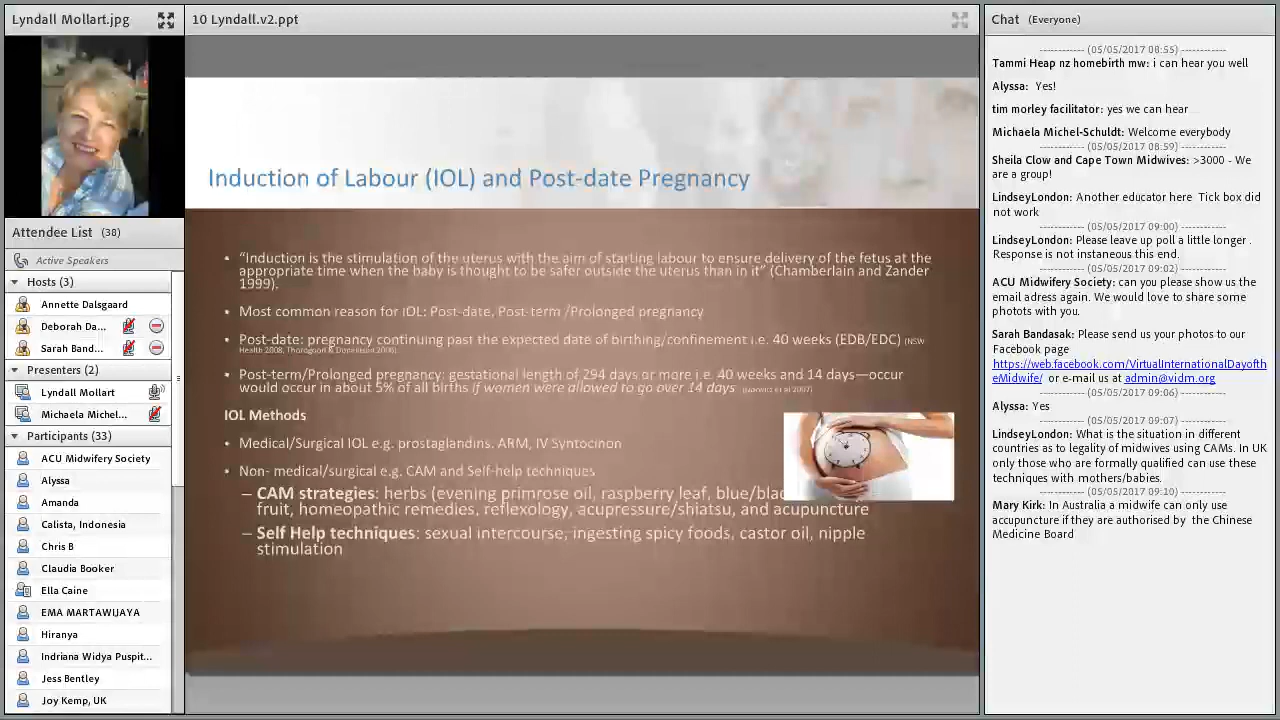 Lyndall Mollart.jpg
Attendee List (38)
Active Speakers
Hosts (3)
Annette Dalsgaard
Deborah Da...
Sarah Band...
Presenters (2)
Lyndall Mollart
Michaela Michel...
Participants (33)
ACU Midwifery Society
Alyssa
Amanda
Calista, Indonesia
Chris B
Claudia Booker
Ella Caine
EMA MARTAWIJAYA
Hiranya
Indriana Widya Puspit...
Jess Bentley
Joy Kemp, UK
10 Lyndall.v2.ppt
Induction of Labour (IOL) and Post-date Pregnancy
• “Induction is the stimulation of the uterus with the aim of starting labour to ensure delivery of the fetus at the
appropriate time when the baby is thought to be safer outside the uterus than in it” (Chamberlain and Zander
1999).
• Most common reason for IOL: Post-date, Post-term /Prolonged pregnancy
• Post-date: pregnancy continuing past the expected date of birthing/confinement i.e. 40 weeks (EDB/EDC) (NSW
Health 2008,
• Post-term/Prolonged pregnancy: gestational length of 294 days or more i.e. 40 weeks and 14 days—occur
would occur in about 5% of all births if women were allowed to go over 14 days
IOL Methods
• Medical/Surgical IOL e.g. prostaglandins. ARM, IV Syntocinon
• Non- medical/surgical e.g. CAM and Self-help techniques
– CAM strategies: herbs (evening primrose oil, raspberry leaf, blue/blac
fruit, homeopathic remedies, reflexology, acupressure/shiatsu, and acupuncture
– Self Help techniques: sexual intercourse, ingesting spicy foods, castor oil, nipple
stimulation
Chat (Everyone)
------------ (05/05/2017 08:55) -----------
Tammi Heap nz homebirth mw: i can hear you well
Alyssa: Yes!
tim morley facilitator: yes we can hear
Michaela Michel-Schuldt: Welcome everybody
------------ (05/05/2017 08:59) -----------
Sheila Clow and Cape Town Midwives: >3000 - We
are a group!
LindseyLondon: Another educator here Tick box did
not work
------------ (05/05/2017 09:00) -----------
LindseyLondon: Please leave up poll a little longer .
Response is not instaneous this end.
------------ (05/05/2017 09:02) -----------
ACU Midwifery Society: can you please show us the
email adress again. We would love to share some
photots with you.
Sarah Bandasak: Please send us your photos to our
Facebook page
https://web.facebook.com/VirtualInternationalDayofth
eMidwife/ or e-mail us at admin@vidm.org
------------ (05/05/2017 09:06) -----------
Alyssa: Yes
------------ (05/05/2017 09:07) -----------
LindseyLondon: What is the situation in different
countries as to legality of midwives using CAMs. In UK
only those who are formally qualified can use these
techniques with mothers/babies.
------------ (05/05/2017 09:10) -----------
Mary Kirk: In Australia a midwife can only use
accupuncture if they are authorised by the Chinese
Medicine Board